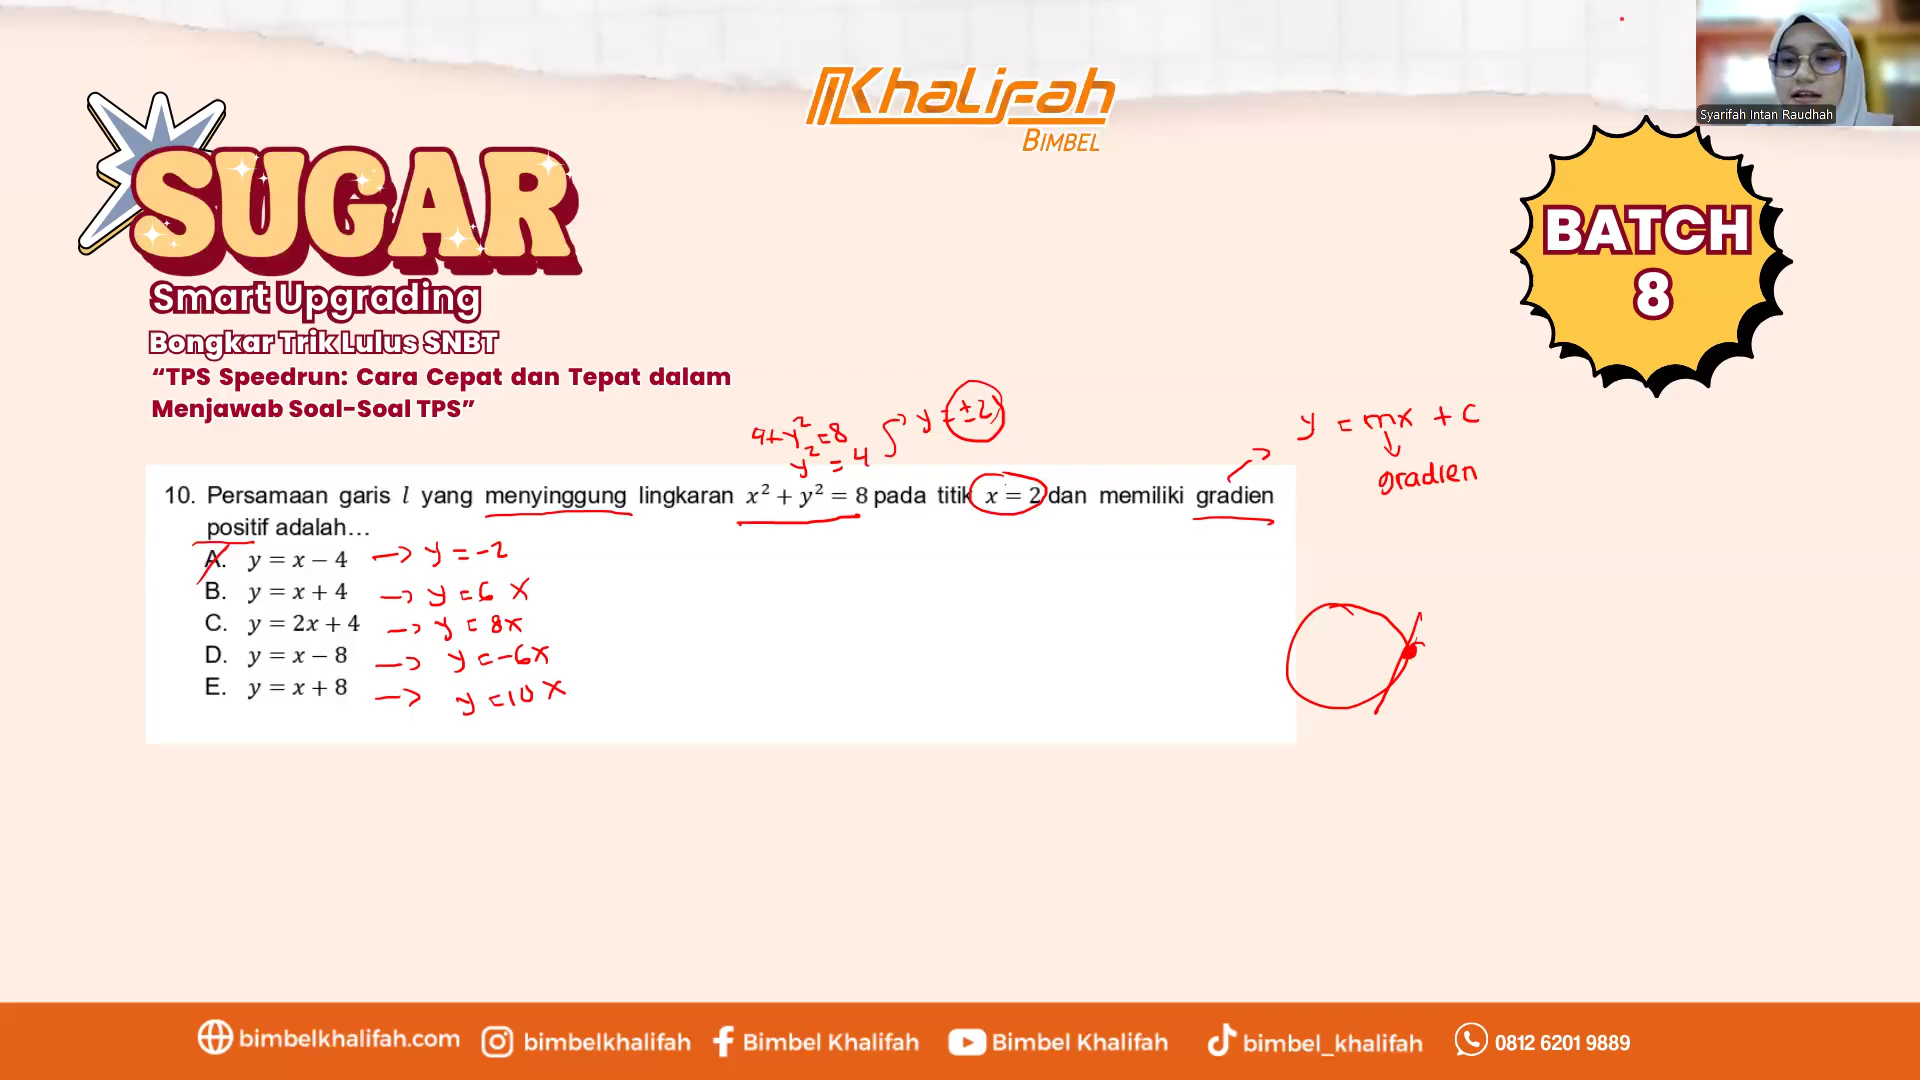 Khalifah
BIMBEL
Syarifah Intan Raudhah
SUGAR
Smart Upgrading
Bongkar Trik Lulus SNBT
“TPS Speedrun: Cara Cepat dan Tepat dalam
Menjawab Soal-Soal TPS”
BATCH
8
4+y²=8
y² = 4
y = ±2
y = mx + c
gradien
10. Persamaan garis l yang menyinggung lingkaran x² + y² = 8 pada titik x = 2 dan memiliki gradien
positif adalah...
A. y = x − 4 → y = -2
B. y = x + 4 → y = 6 x
C. y = 2x + 4 → y = 8x
D. y = x − 8 → y = -6x
E. y = x + 8 → y = 10 x
bimbelkhalifah.com bimbelkhalifah Bimbel Khalifah Bimbel Khalifah bimbel_khalifah 0812 6201 9889